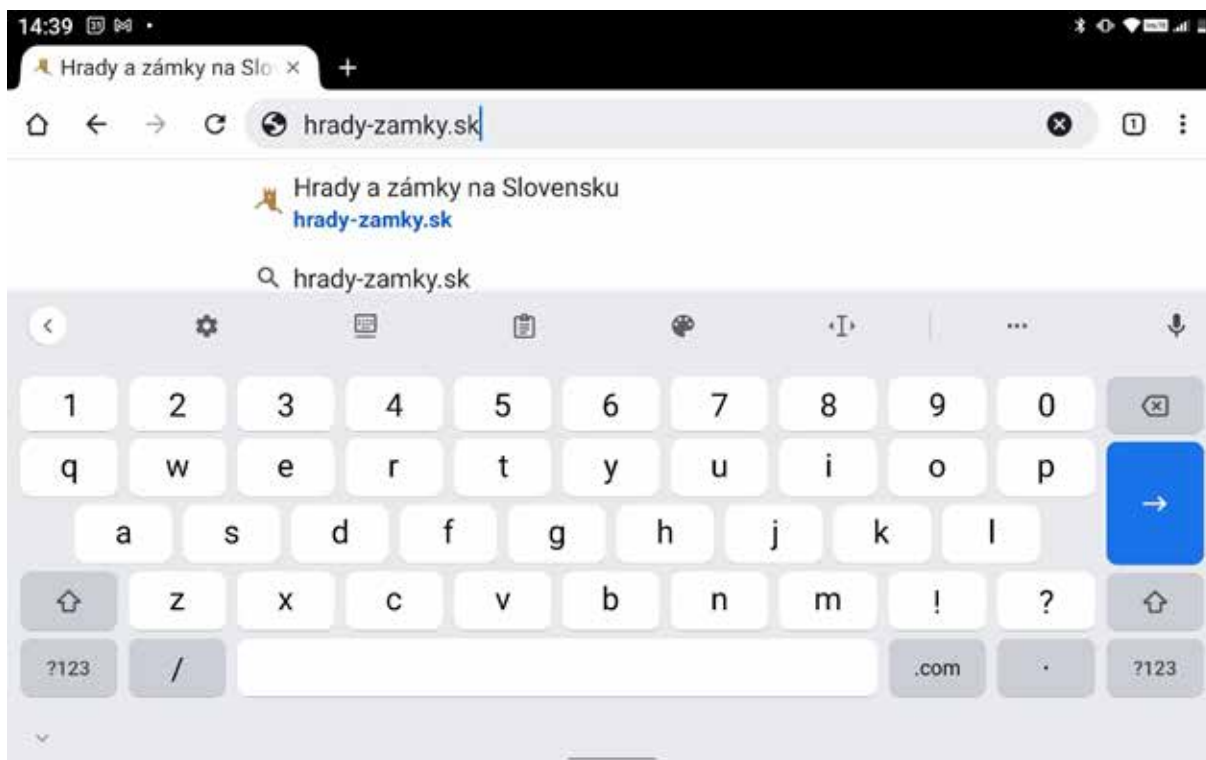 14:39
Hrady a zámky na Slo
hrady-zamky.sk
1
Hrady a zámky na Slovensku
hrady-zamky.sk
hrady-zamky.sk
1 2 3 4 5 6 7 8 9 0
q w e r t y u i o p
a s d f g h j k l
z x c v b n m ! ?
?123 / .com . ?123